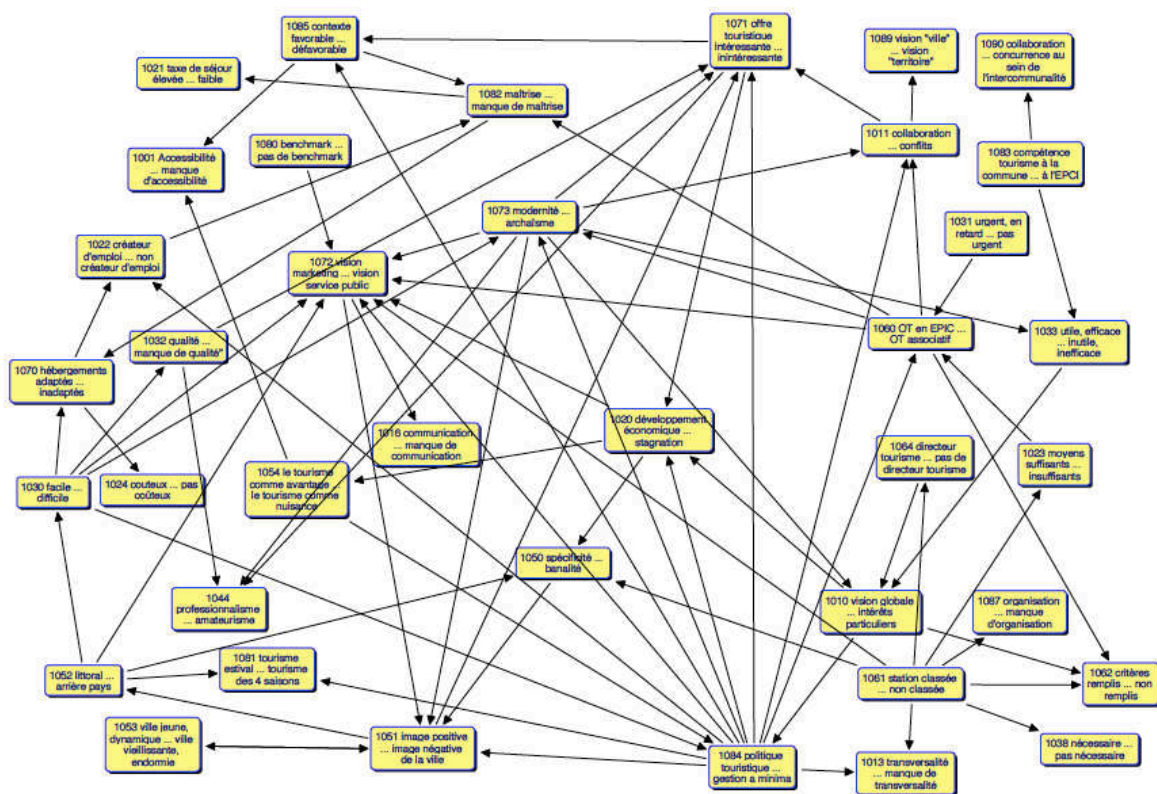 1085 contexte
favorable ...
défavorable
1071 offre
touristique
intéressante ...
inintéressante
1089 vision "ville"
... vision
"territoire"
1090 collaboration
... concurrence au
sein de
l'intercommunalité
1021 taxe de séjour
élevée ... faible
1082 maîtrise ...
manque de maîtrise
1011 collaboration
... conflits
1080 benchmark ...
pas de benchmark
1001 Accessibilité
... manque
d'accessibilité
1083 compétence
tourisme à la
commune ... à l'EPCI
1073 modernité ...
archaïsme
1031 urgent, en
retard ... pas
urgent
1022 créateur
d'emploi ... non
créateur d'emploi
1072 vision
marketing ... vision
service public
1032 qualité ...
manque de qualité"
1060 OT en EPIC ...
OT associatif
1033 utile, efficace
... inutile,
inefficace
1070 hébergements
adaptés ...
inadaptés
1020 développement
économique ...
stagnation
1016 communication
... manque de
communication
1064 directeur
tourisme ... pas de
directeur tourisme
1023 moyens
suffisants ...
insuffisants
1030 facile ...
difficile
1024 couteux ... pas
coûteux
1054 le tourisme
comme avantage ...
le tourisme comme
nuisance
1050 spécificité ...
banalité
1044
professionnalisme
... amateurisme
1010 vision globale
... intérêts
particuliers
1087 organisation
... manque
d'organisation
1052 littoral ...
arrière pays
1081 tourisme
estival ... tourisme
des 4 saisons
1061 station classée
... non classée
1062 critères
remplis ... non
remplis
1053 ville jeune,
dynamique ... ville
vieillissante,
endormie
1051 image positive
... image négative
de la ville
1084 politique
touristique ...
gestion a minima
1013 transversalité
... manque de
transversalité
1038 nécessaire ...
pas nécessaire